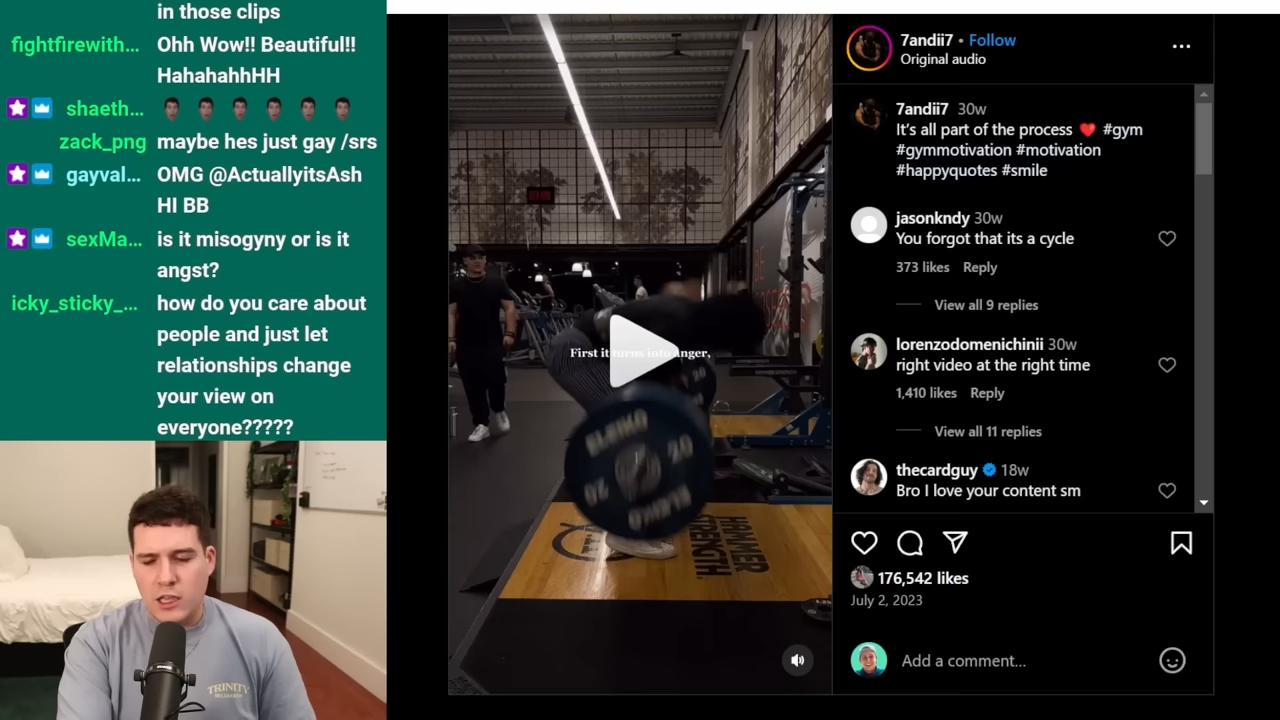 in those clips
fightfirewith... Ohh Wow!! Beautiful!!
HahahahhHH
shaeth...
zack_png maybe hes just gay /srs
gayval... OMG @ActuallyitsAsh
HI BB
sexMa... is it misogyny or is it
angst?
icky_sticky_... how do you care about
people and just let
relationships change
your view on
everyone?????
TRINITY
First it turns into anger,
ELEIKO
20
HAMMER
STRENGTH
7andii7 • Follow
Original audio
7andii7 30w
It's all part of the process ❤️ #gym
#gymmotivation #motivation
#happyquotes #smile
jasonkndy 30w
You forgot that its a cycle
373 likes Reply
View all 9 replies
lorenzodomenichinii 30w
right video at the right time
1,410 likes Reply
View all 11 replies
thecardguy 18w
Bro I love your content sm
176,542 likes
July 2, 2023
Add a comment...